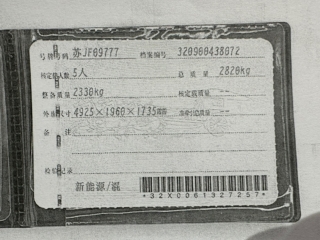 号牌号码 苏JF09777 档案编号 320960438072
核定载人数 5人 总质量 2820kg
整备质量 2330kg 核定载质量 --
外廓尺寸 4925×1960×1735mm 准牵引总质量 --
备注
检验记录
新能源/混
*32X0061327257*